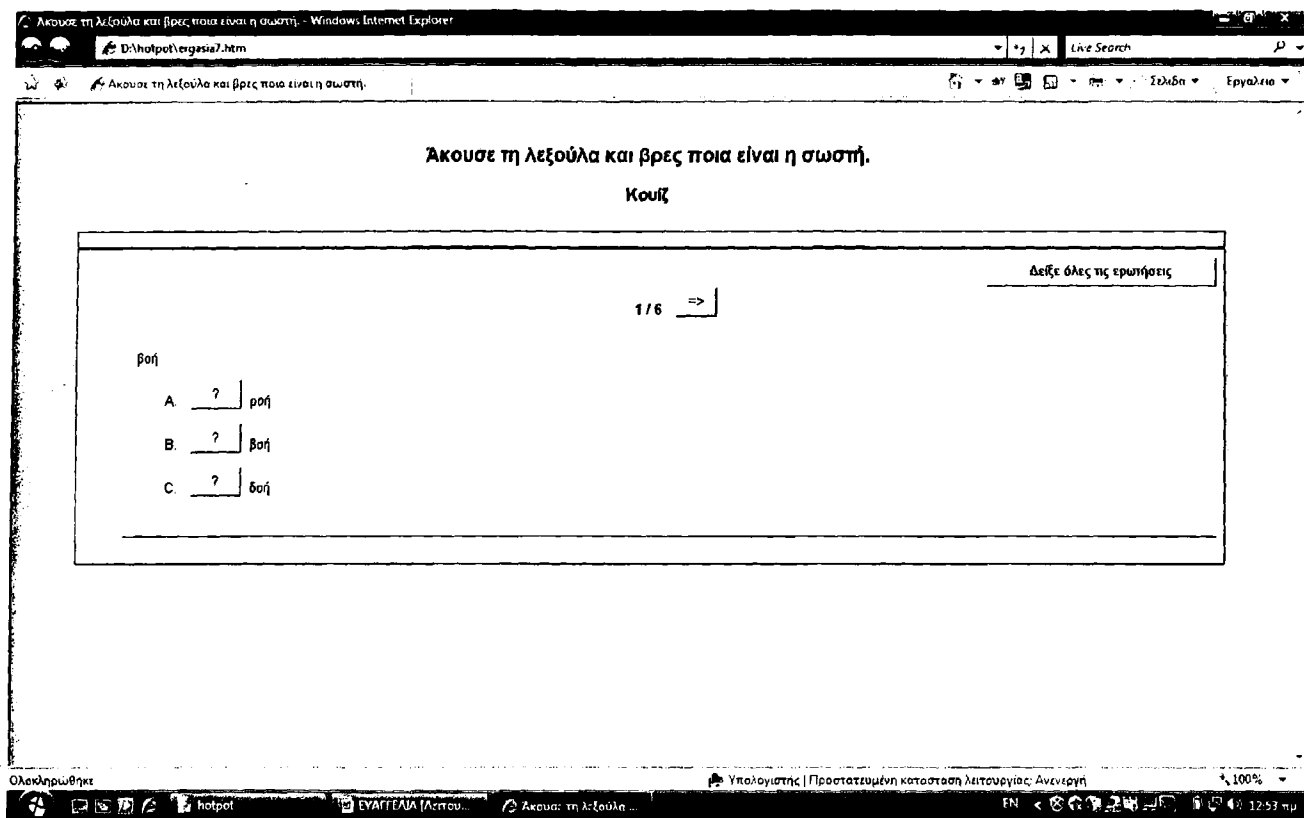 Άκουσε τη λεξούλα και βρες ποια είναι η σωστή. - Windows Internet Explorer
D:\hotpot\ergasia7.htm
Live Search
Άκουσε τη λεξούλα και βρες ποια είναι η σωστή.
Σελίδα
Εργαλεία
Άκουσε τη λεξούλα και βρες ποια είναι η σωστή.
Κουίζ
Δείξε όλες τις ερωτήσεις
1 / 6 =>
βοή
A. ? ροή
B. ? βοή
C. ? δοή
Ολοκληρώθηκε
Υπολογιστής | Προστατευμένη κατάσταση λειτουργίας: Ανενεργή
100%
hotpot
ΕΥΑΓΓΕΛΙΑ [Λειτου...
Άκουσε τη λεξούλα ...
EN
12:53 πμ